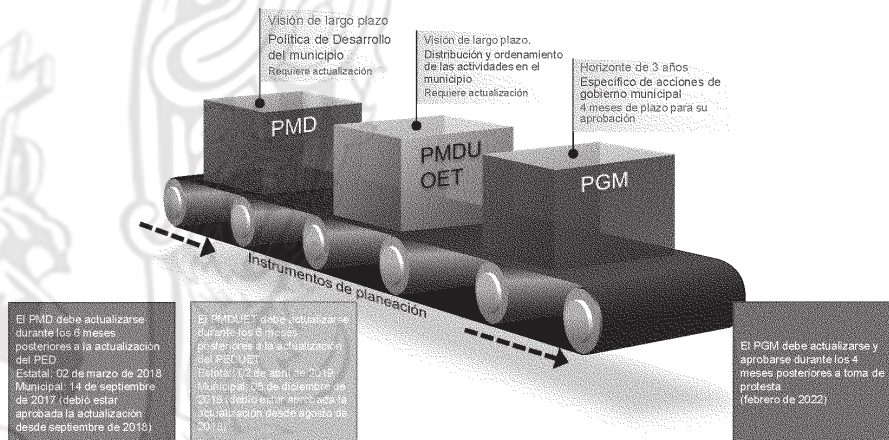 Visión de largo plazo
Política de Desarrollo
del municipio
Requiere actualización
Visión de largo plazo.
Distribución y ordenamiento
de las actividades en el
municipio
Requiere actualización
Horizonte de 3 años
Específico de acciones de
gobierno municipal
4 meses de plazo para su
aprobación
PMD
PMDU
OET
PGM
Instrumentos de planeación
El PMD debe actualizarse
durante los 6 meses
posteriores a la actualización
del PED
Estatal: 02 de marzo de 2018
Municipal: 14 de septiembre
de 2017 (debió estar
aprobada la actualización
desde septiembre de 2018)
El PMDUET debe actualizarse
durante los 6 meses
posteriores a la actualización
del PEDUET
Estatal: 02 de abril de 2019
Municipal: 05 de diciembre de
2018 (debió estar aprobada la
actualización desde agosto de
El PGM debe actualizarse y
aprobarse durante los 4
meses posteriores a toma de
protesta
(febrero de 2022)